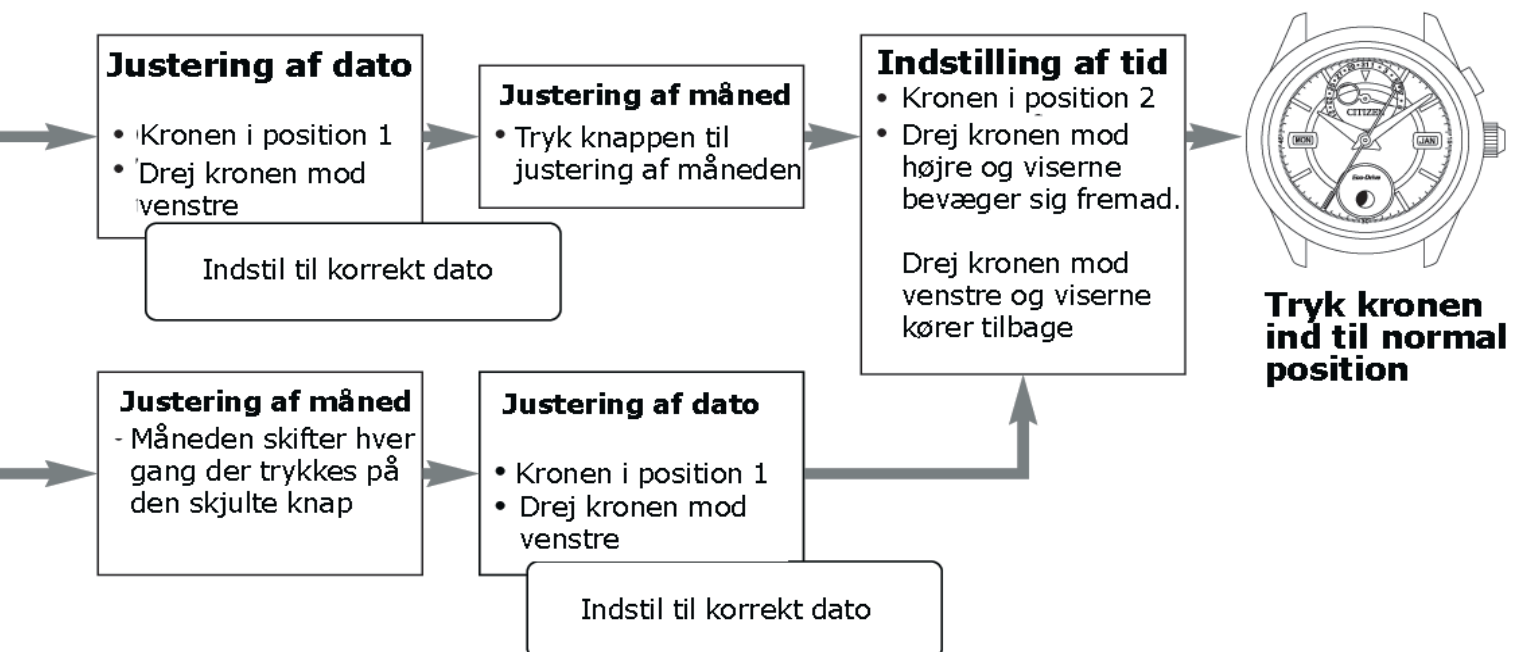 Justering af dato
• Kronen i position 1
• Drej kronen mod
venstre
Indstil til korrekt dato
Justering af måned
• Tryk knappen til
justering af måneden
Indstilling af tid
• Kronen i position 2
• Drej kronen mod
højre og viserne
bevæger sig fremad.
Drej kronen mod
venstre og viserne
kører tilbage
CITIZEN
MON
JAN
Eco-Drive
Tryk kronen
ind til normal
position
Justering af måned
- Måneden skifter hver
gang der trykkes på
den skjulte knap
Justering af dato
• Kronen i position 1
• Drej kronen mod
venstre
Indstil til korrekt dato